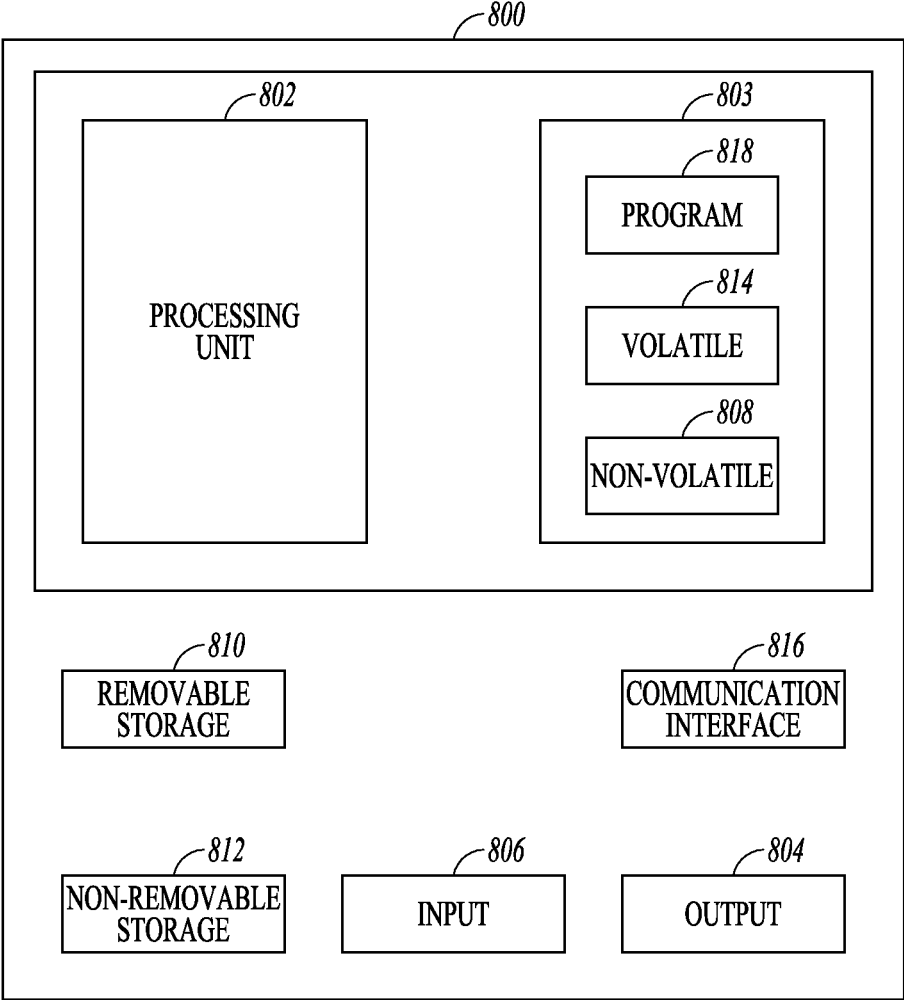 800
802
803
818
PROGRAM
814
VOLATILE
PROCESSING
UNIT
808
NON-VOLATILE
810
816
REMOVABLE
STORAGE
COMMUNICATION
INTERFACE
812
806
804
NON-REMOVABLE
STORAGE
INPUT
OUTPUT